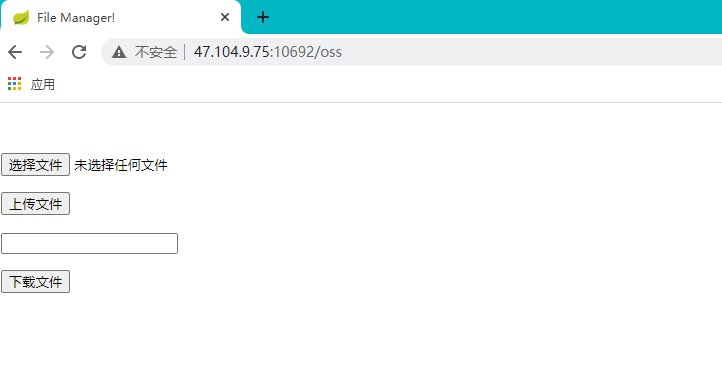 File Manager!
不安全 47.104.9.75:10692/oss
应用
选择文件 未选择任何文件
上传文件
下载文件